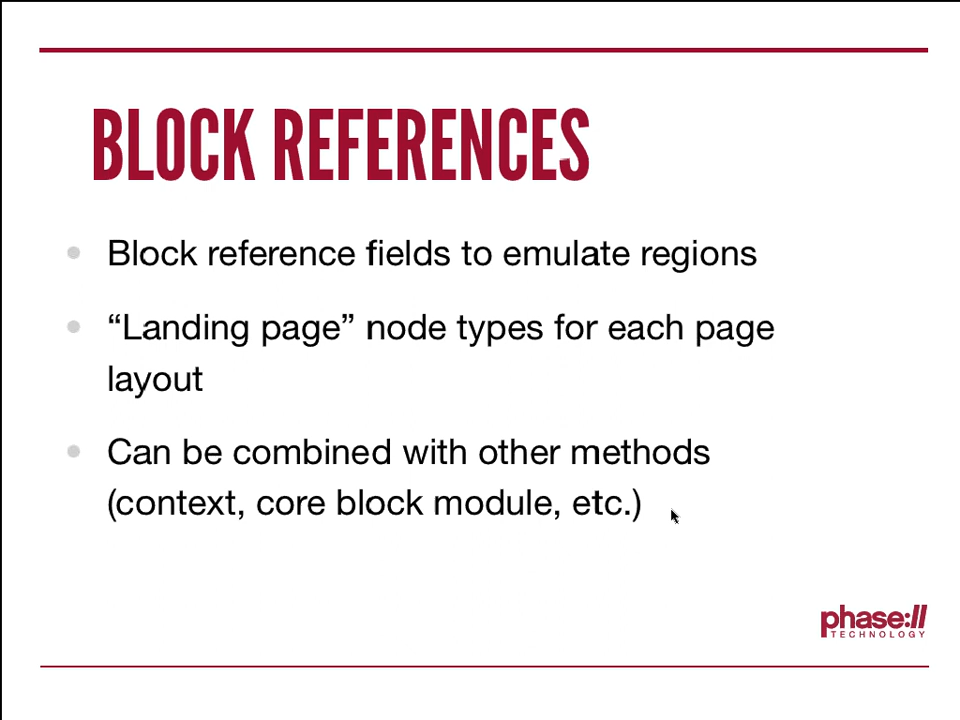 BLOCK REFERENCES
Block reference fields to emulate regions
“Landing page” node types for each page
layout
Can be combined with other methods
(context, core block module, etc.)
phase:ll
TECHNOLOGY